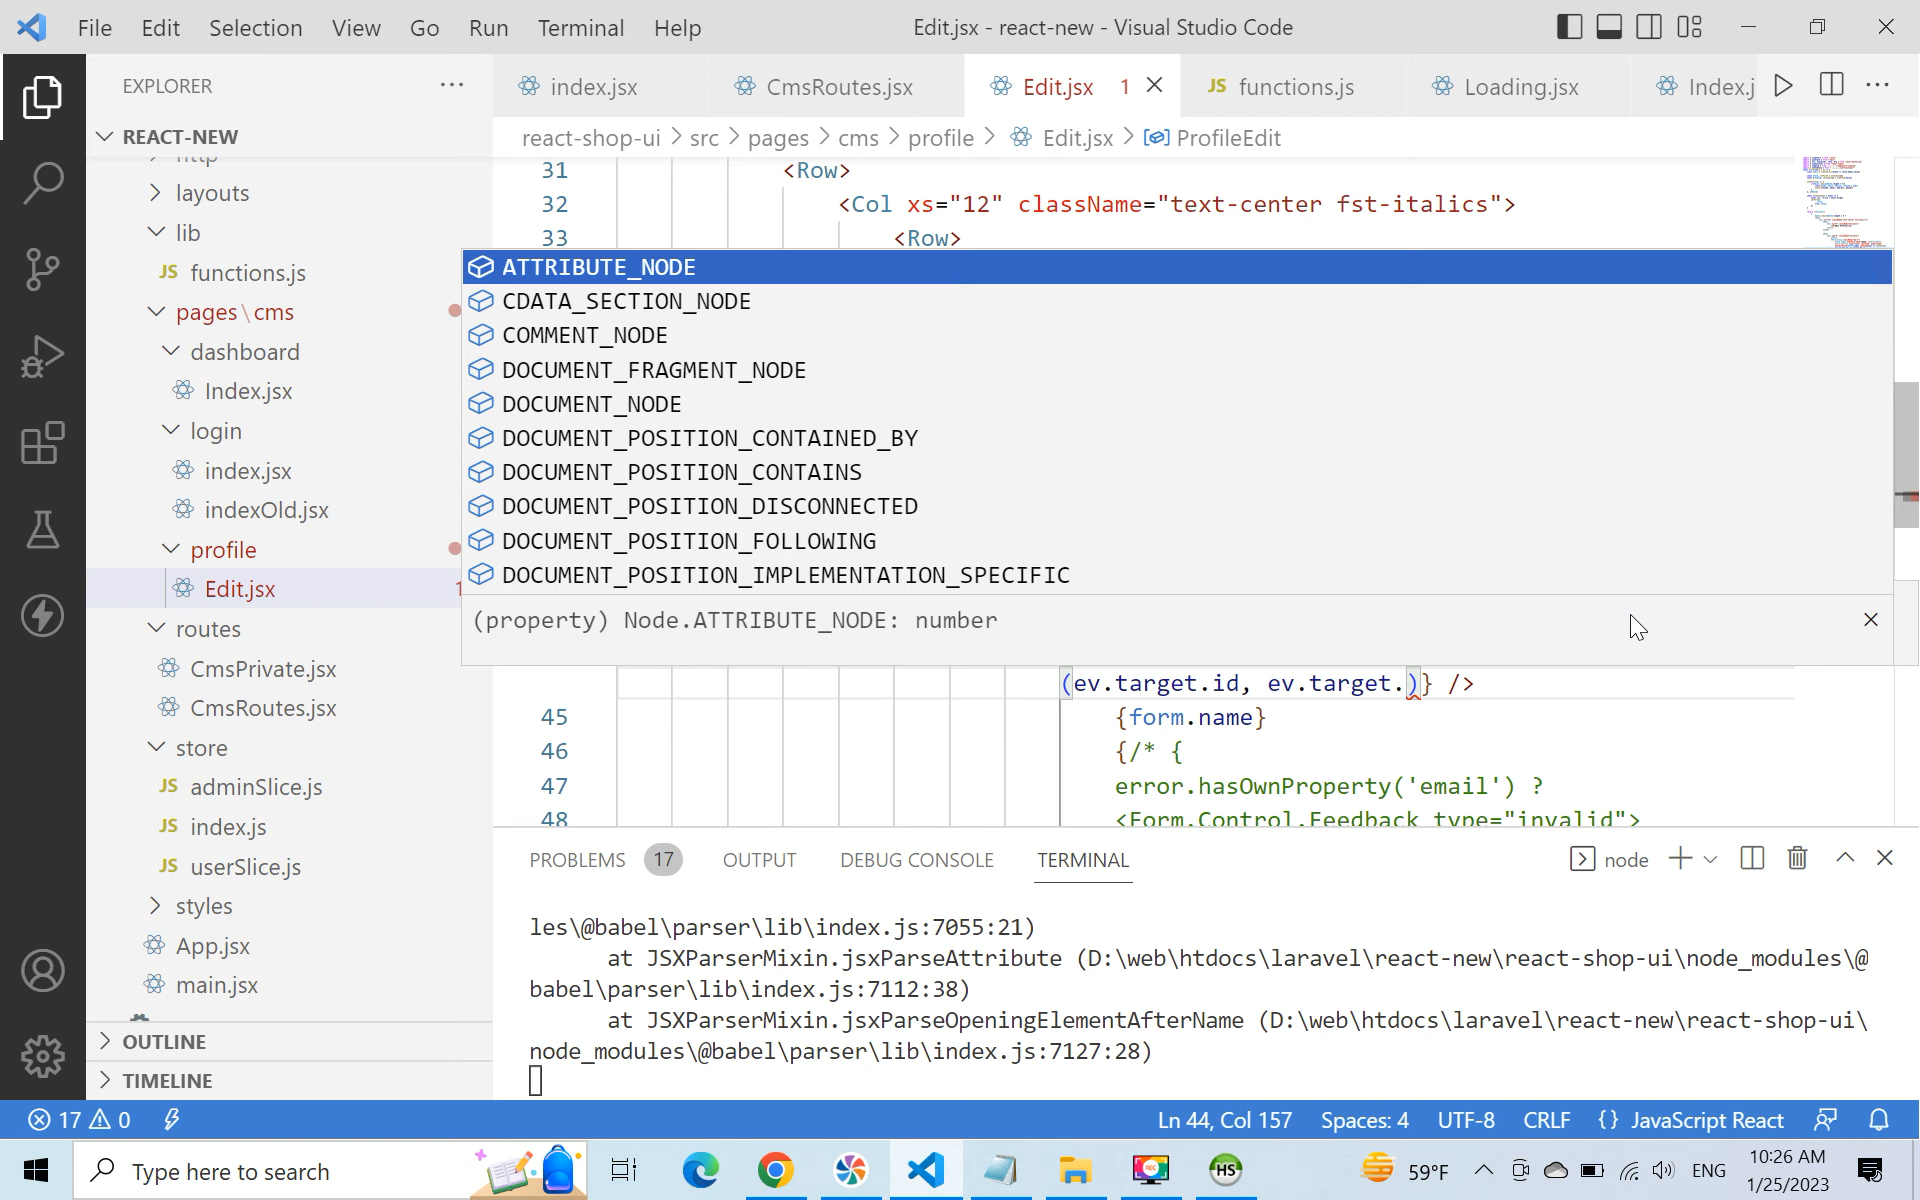 File Edit Selection View Go Run Terminal Help Edit.jsx - react-new - Visual Studio Code
EXPLORER
index.jsx CmsRoutes.jsx Edit.jsx 1 functions.js Loading.jsx Index.j
REACT-NEW
react-shop-ui > src > pages > cms > profile > Edit.jsx > ProfileEdit
http
layouts
lib
functions.js
pages\cms
dashboard
Index.jsx
login
index.jsx
indexOld.jsx
profile
Edit.jsx 1
routes
CmsPrivate.jsx
CmsRoutes.jsx
store
adminSlice.js
index.js
userSlice.js
styles
App.jsx
main.jsx
OUTLINE
TIMELINE
31 <Row>
32 <Col xs="12" className="text-center fst-italics">
33 <Row>
ATTRIBUTE_NODE
CDATA_SECTION_NODE
COMMENT_NODE
DOCUMENT_FRAGMENT_NODE
DOCUMENT_NODE
DOCUMENT_POSITION_CONTAINED_BY
DOCUMENT_POSITION_CONTAINS
DOCUMENT_POSITION_DISCONNECTED
DOCUMENT_POSITION_FOLLOWING
DOCUMENT_POSITION_IMPLEMENTATION_SPECIFIC
(property) Node.ATTRIBUTE_NODE: number
(ev.target.id, ev.target.)} />
45 {form.name}
46 {/* {
47 error.hasOwnProperty('email') ?
48 <Form.Control.Feedback type="invalid">
PROBLEMS 17 OUTPUT DEBUG CONSOLE TERMINAL node
les\@babel\parser\lib\index.js:7055:21)
at JSXParserMixin.jsxParseAttribute (D:\web\htdocs\laravel\react-new\react-shop-ui\node_modules\@
babel\parser\lib\index.js:7112:38)
at JSXParserMixin.jsxParseOpeningElementAfterName (D:\web\htdocs\laravel\react-new\react-shop-ui\
node_modules\@babel\parser\lib\index.js:7127:28)
17 0 Ln 44, Col 157 Spaces: 4 UTF-8 CRLF {} JavaScript React
Type here to search
HS
59°F
ENG
10:26 AM
1/25/2023